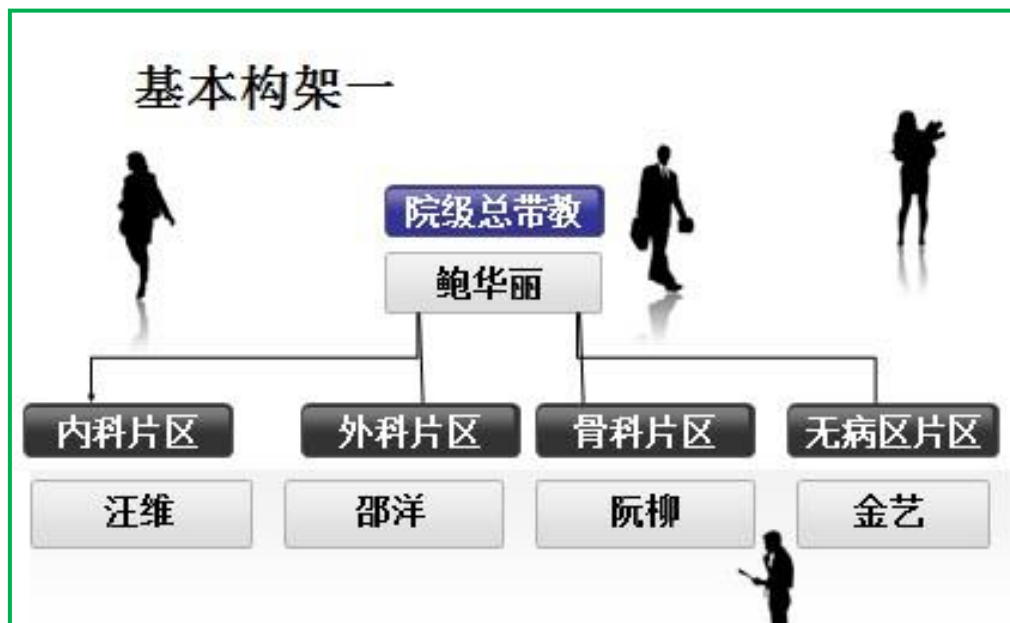 基本构架一
院级总带教
鲍华丽
内科片区 外科片区 骨科片区 无病区片区
汪维 邵洋 阮柳 金艺